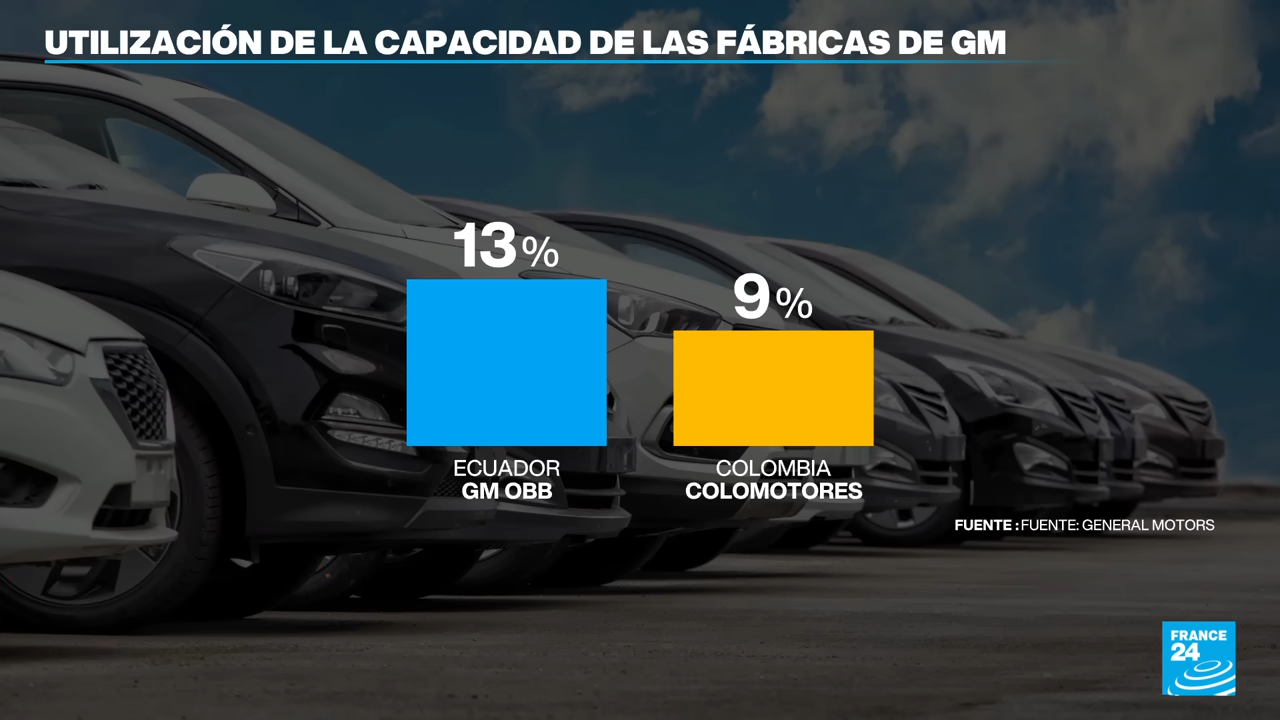 UTILIZACIÓN DE LA CAPACIDAD DE LAS FÁBRICAS DE GM
13%
9%
ECUADOR
GM OBB
COLOMBIA
COLOMOTORES
FUENTE : FUENTE: GENERAL MOTORS
FRANCE
24